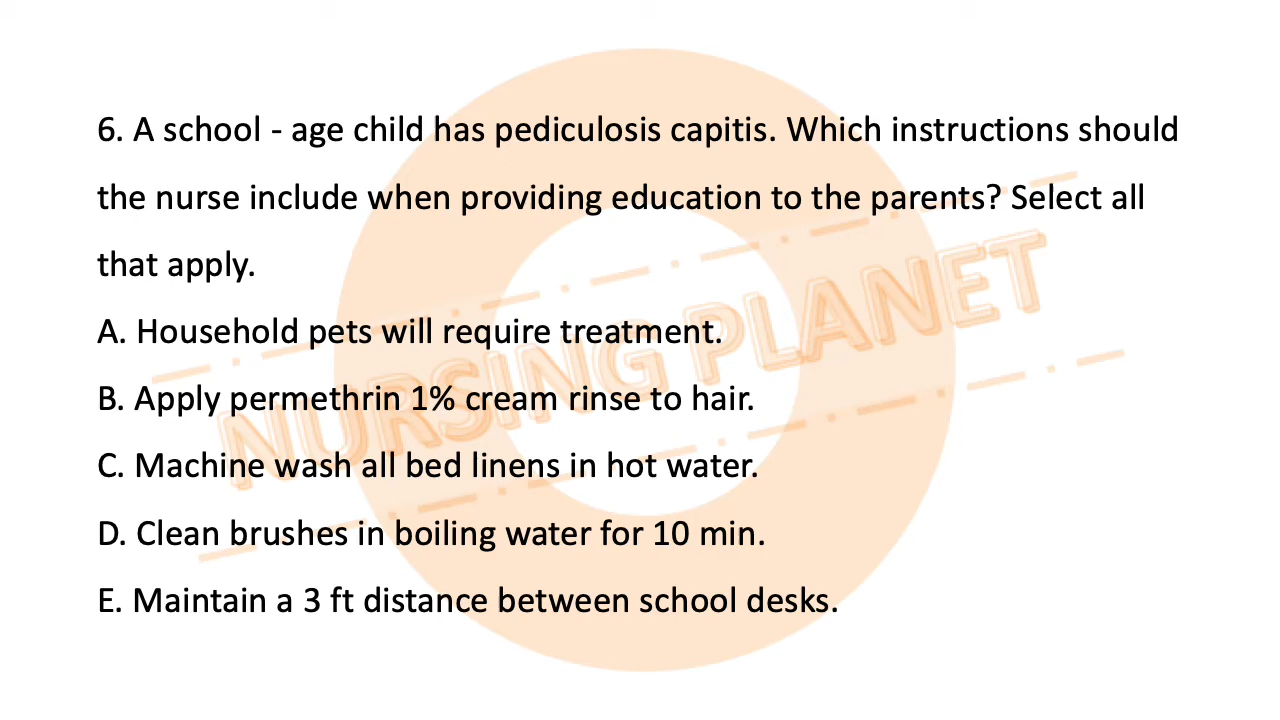 6. A school - age child has pediculosis capitis. Which instructions should
the nurse include when providing education to the parents? Select all
that apply.
A. Household pets will require treatment.
B. Apply permethrin 1% cream rinse to hair.
C. Machine wash all bed linens in hot water.
D. Clean brushes in boiling water for 10 min.
E. Maintain a 3 ft distance between school desks.
NURSING PLANET